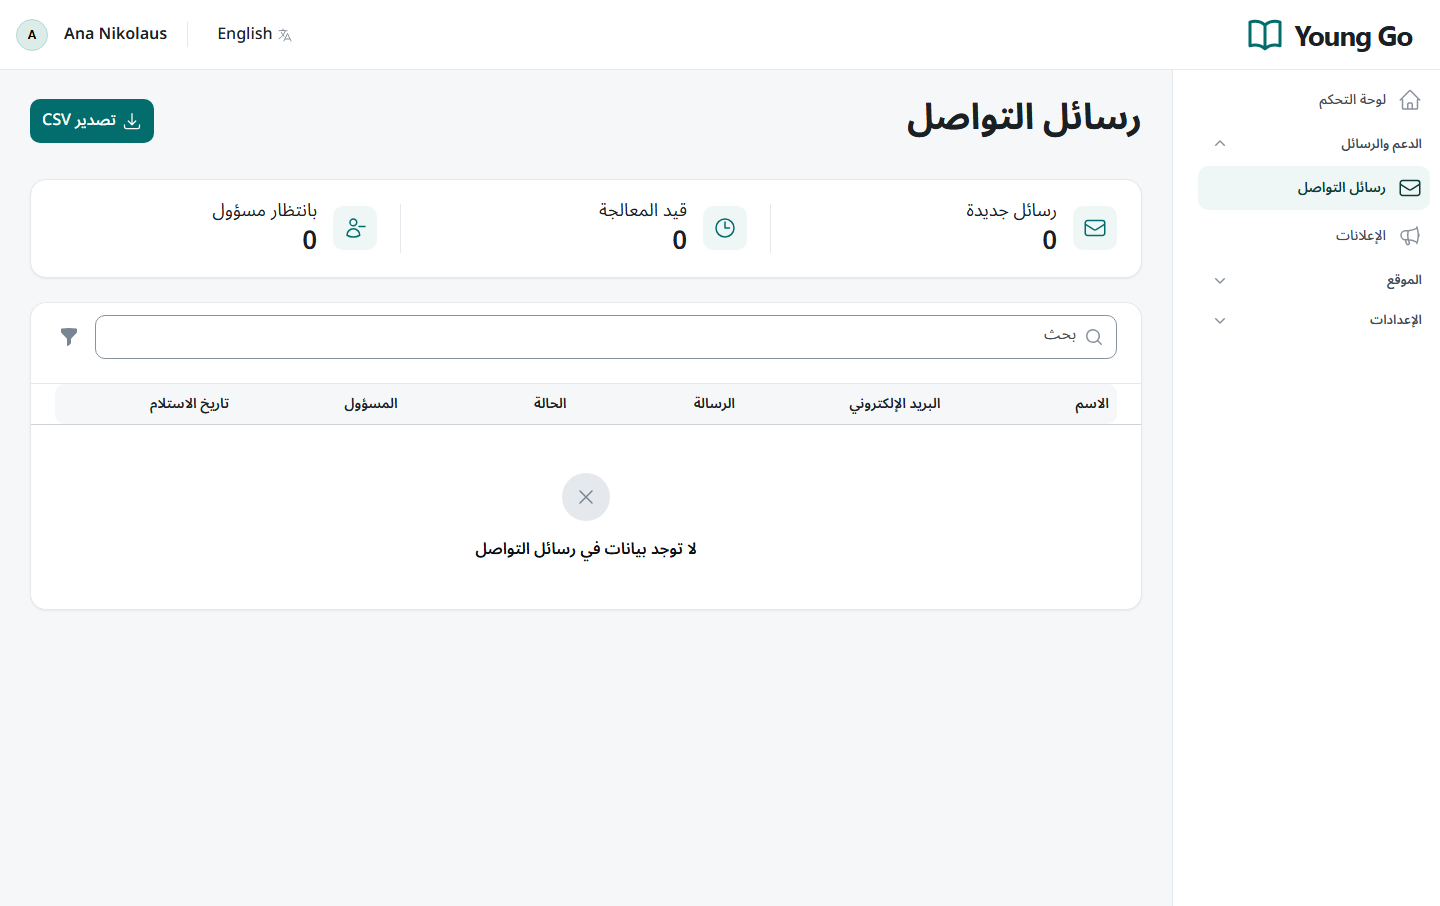 Young Go
English
Ana Nikolaus
A
لوحة التحكم
الدعم والرسائل
رسائل التواصل
الإعلانات
الموقع
الإعدادات
رسائل التواصل
تصدير CSV
رسائل جديدة
0
قيد المعالجة
0
بانتظار مسؤول
0
بحث
الاسم البريد الإلكتروني الرسالة الحالة المسؤول تاريخ الاستلام
لا توجد بيانات في رسائل التواصل